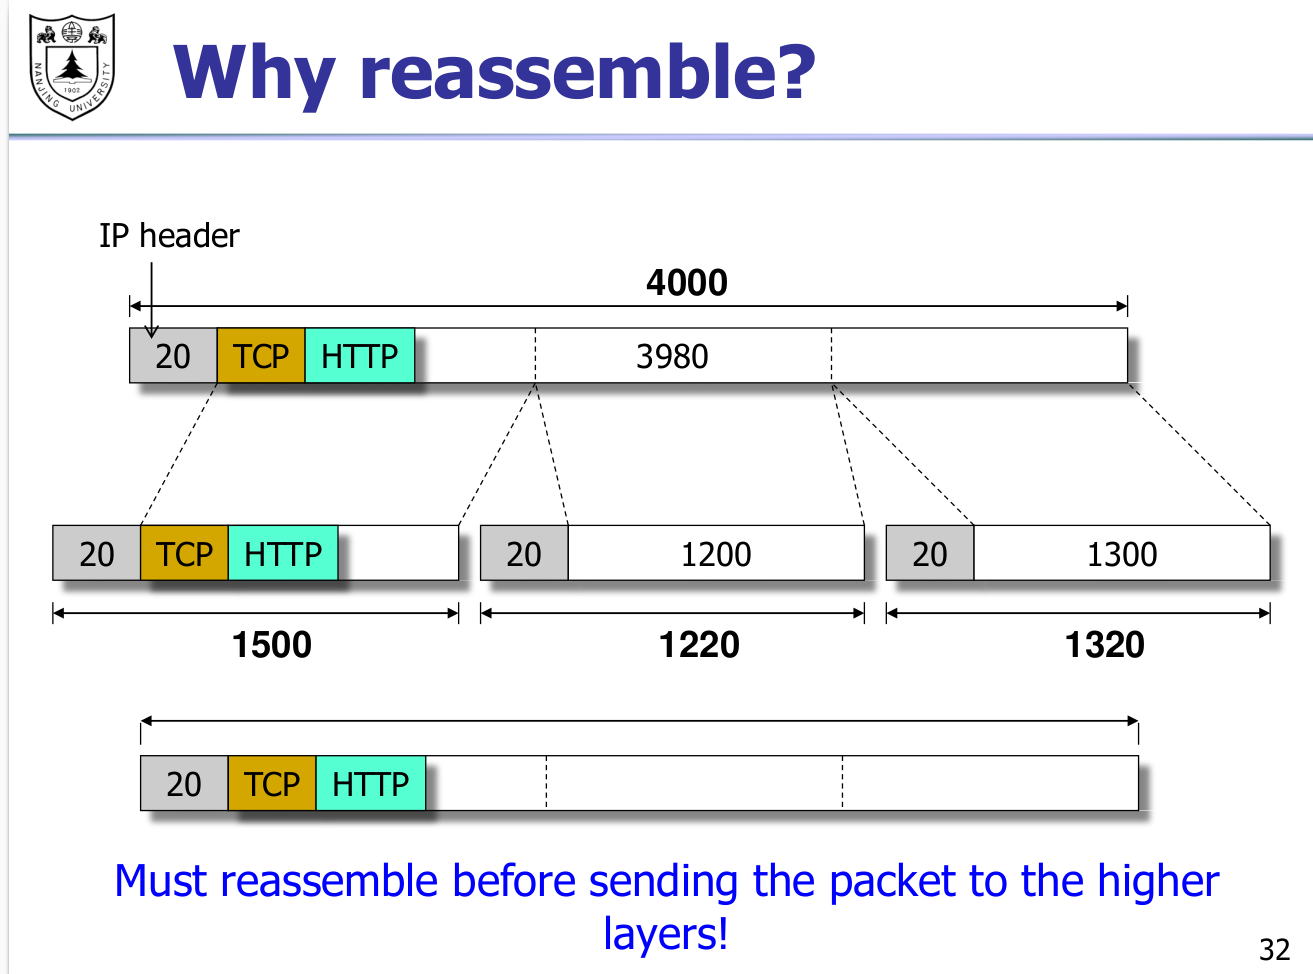 Why reassemble?
NANJING UNIVERSITY
1902
IP header
4000
20 TCP HTTP 3980
20 TCP HTTP 20 1200 20 1300
1500 1220 1320
20 TCP HTTP
Must reassemble before sending the packet to the higher
layers!
32